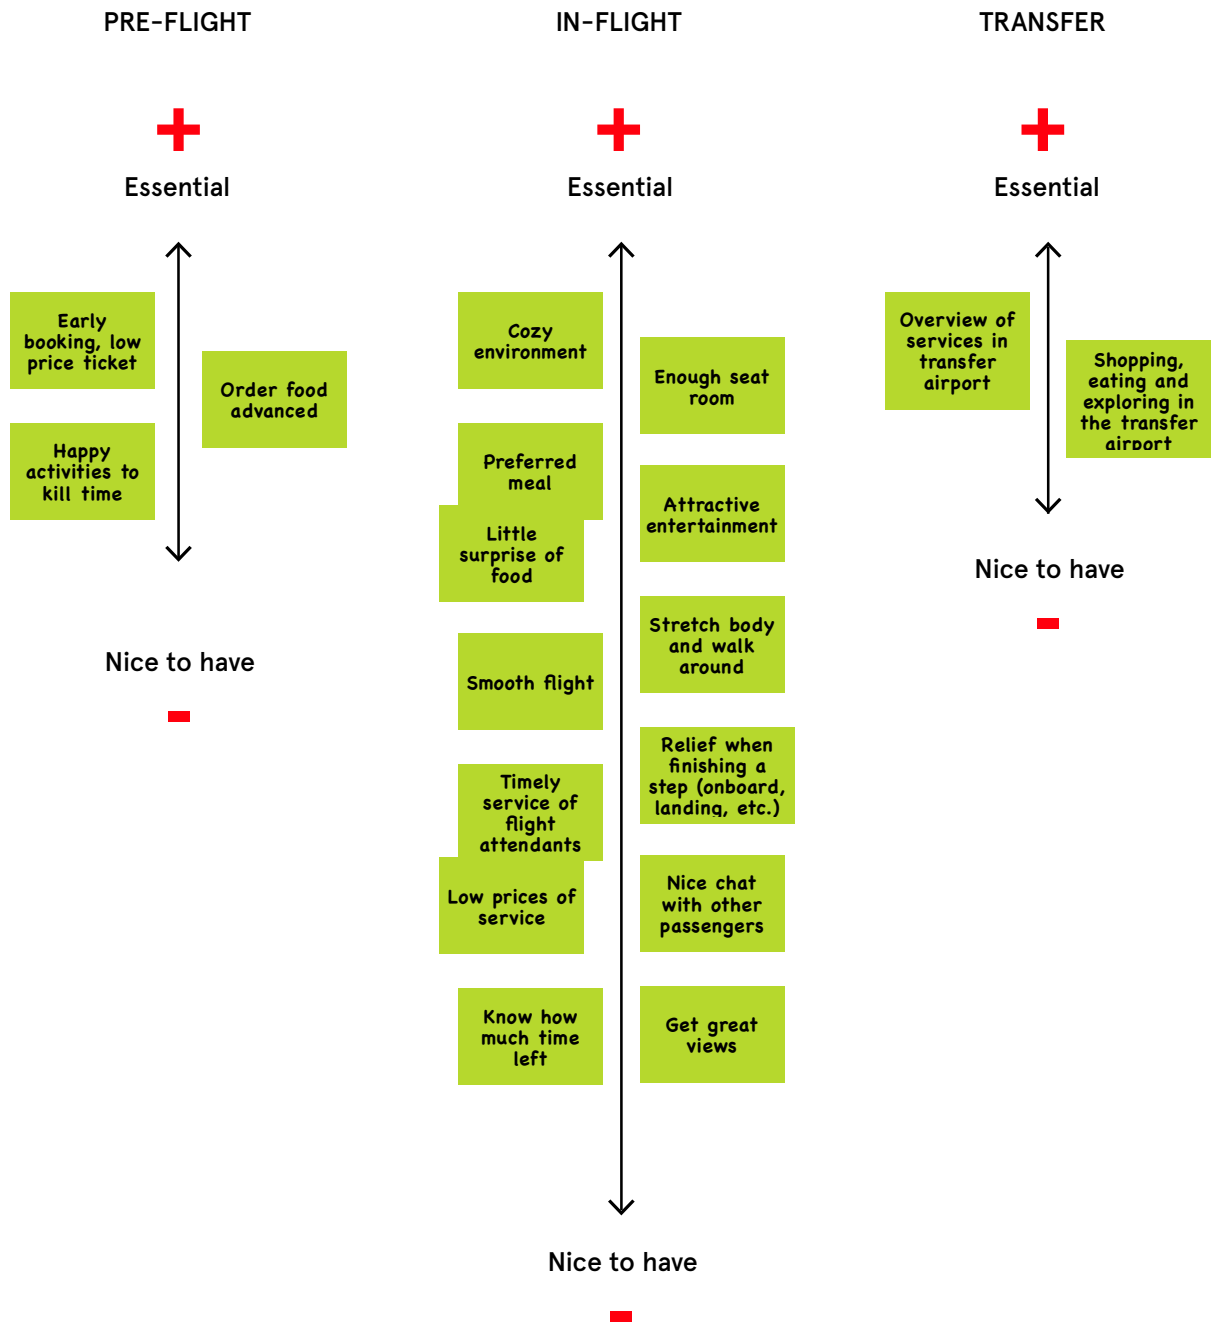 PRE-FLIGHT
Essential
Early
booking, low
price ticket
Order food
advanced
Happy
activities to
kill time
Nice to have
IN-FLIGHT
Essential
Cozy
environment
Enough seat
room
Preferred
meal
Attractive
entertainment
Little
surprise of
food
Stretch body
and walk
around
Smooth flight
Relief when
finishing a
step (onboard,
landing, etc.)
Timely
service of
flight
attendants
Nice chat
with other
passengers
Low prices of
service
Know how
much time
left
Get great
views
Nice to have
TRANSFER
Essential
Overview of
services in
transfer
airport
Shopping,
eating and
exploring in
the transfer
airport
Nice to have